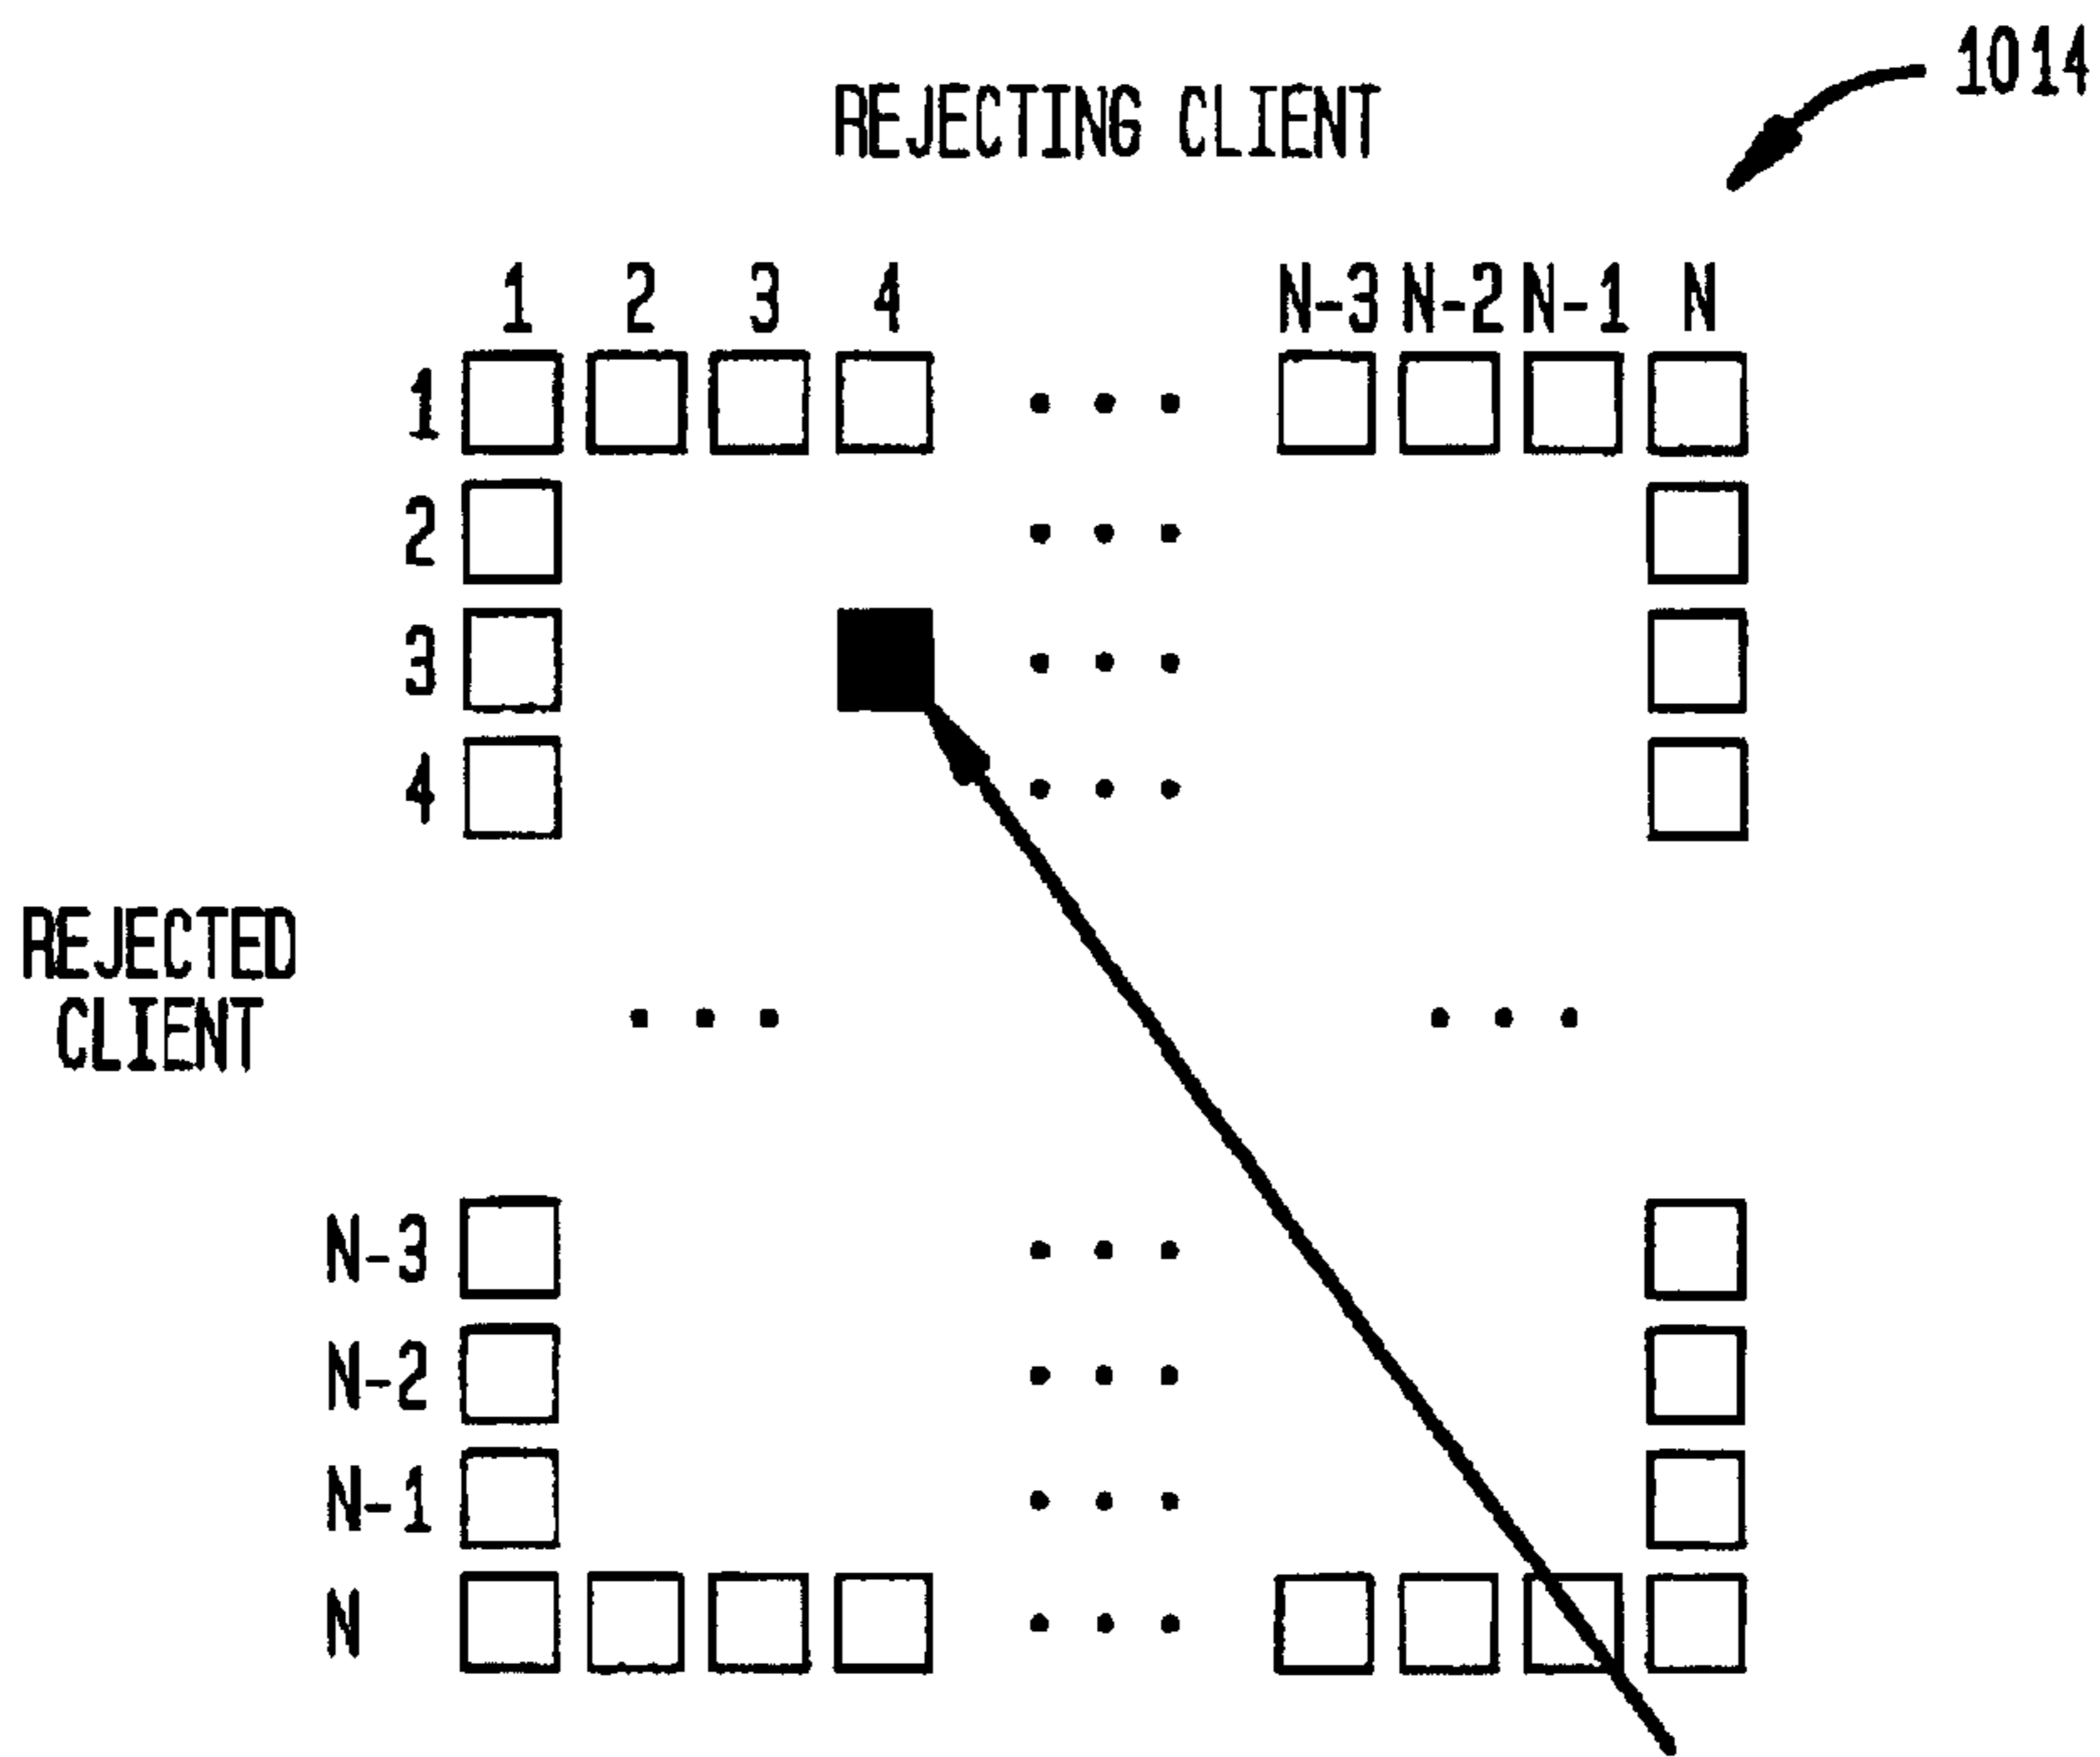 1014
REJECTING CLIENT
1 2 3 4 N-3 N-2 N-1 N
1
2
3
4
REJECTED
CLIENT
N-3
N-2
N-1
N